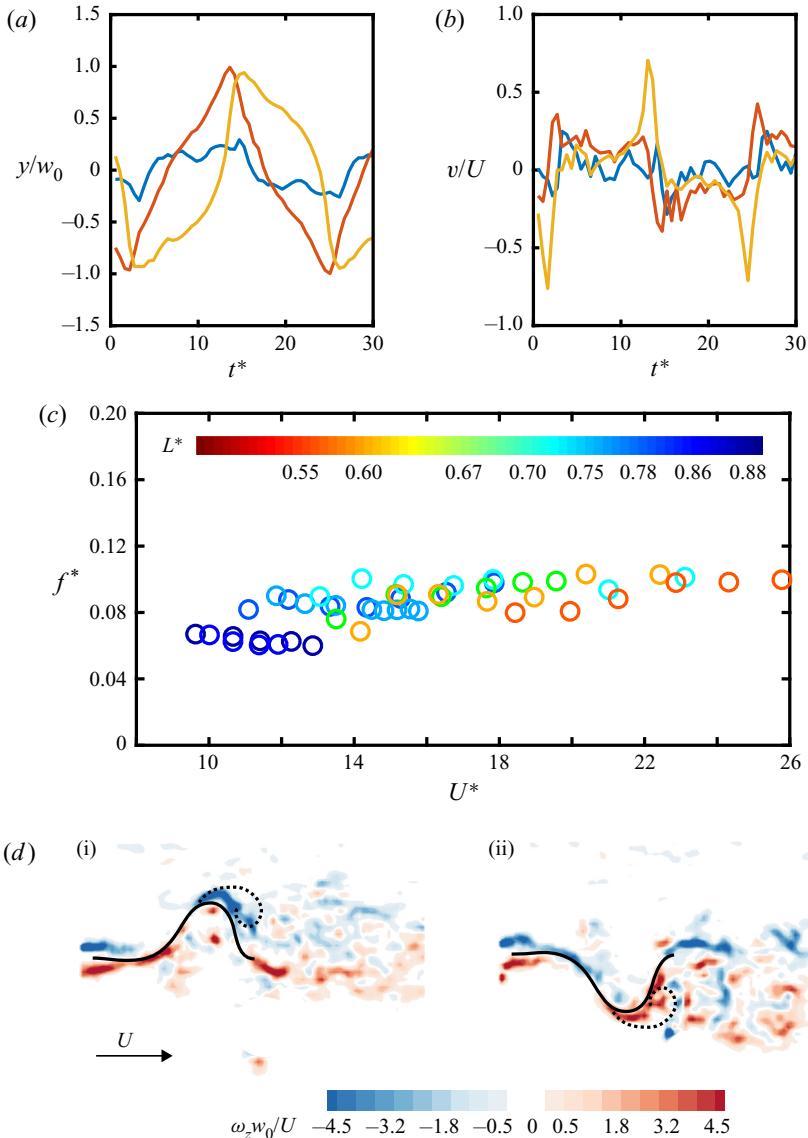 (a)
1.5
1.0
0.5
y/w0
0
−0.5
−1.0
−1.5
0 10 20 30
t*
(b)
1.0
0.5
v/U
0
−0.5
−1.0
0 10 20 30
t*
(c)
0.20
L*
0.55 0.60 0.67 0.70 0.75 0.78 0.86 0.88
0.16
0.12
f*
0.08
0.04
0
10 14 18 22 26
U*
(d)
(i)
(ii)
U
ωzw0/U
−4.5 −3.2 −1.8 −0.5 0 0.5 1.8 3.2 4.5